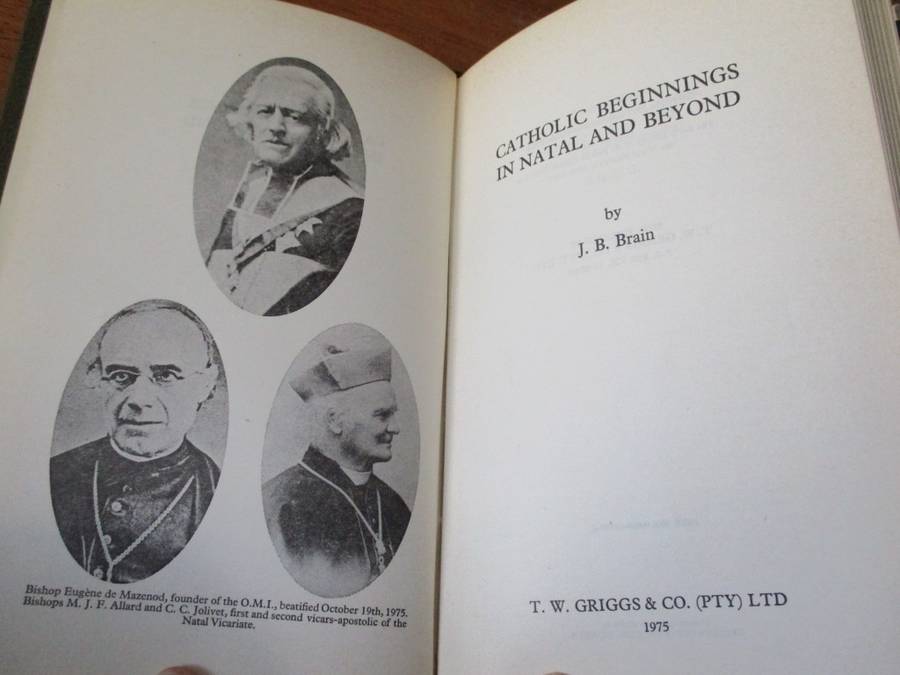 Bishop Eugène de Mazenod, founder of the O.M.I., beatified October 19th, 1975.
Bishops M. J. F. Allard and C. C. Jolivet, first and second vicars-apostolic of the
Natal Vicariate.
CATHOLIC BEGINNINGS
IN NATAL AND BEYOND
by
J. B. Brain
T. W. GRIGGS & CO. (PTY) LTD
1975